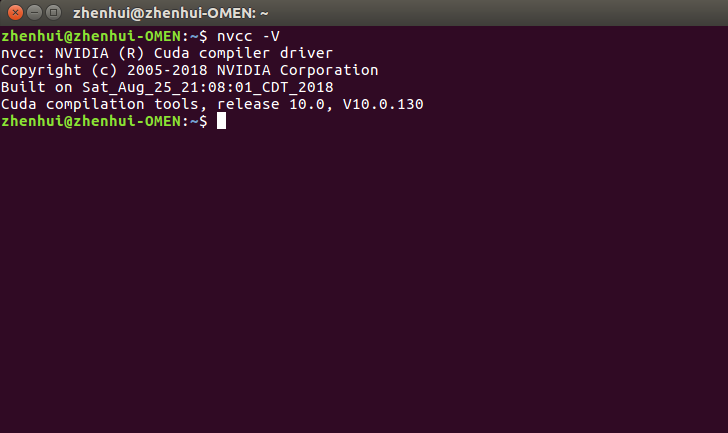 zhenhui@zhenhui-OMEN: ~
zhenhui@zhenhui-OMEN:~$ nvcc -V
nvcc: NVIDIA (R) Cuda compiler driver
Copyright (c) 2005-2018 NVIDIA Corporation
Built on Sat_Aug_25_21:08:01_CDT_2018
Cuda compilation tools, release 10.0, V10.0.130
zhenhui@zhenhui-OMEN:~$